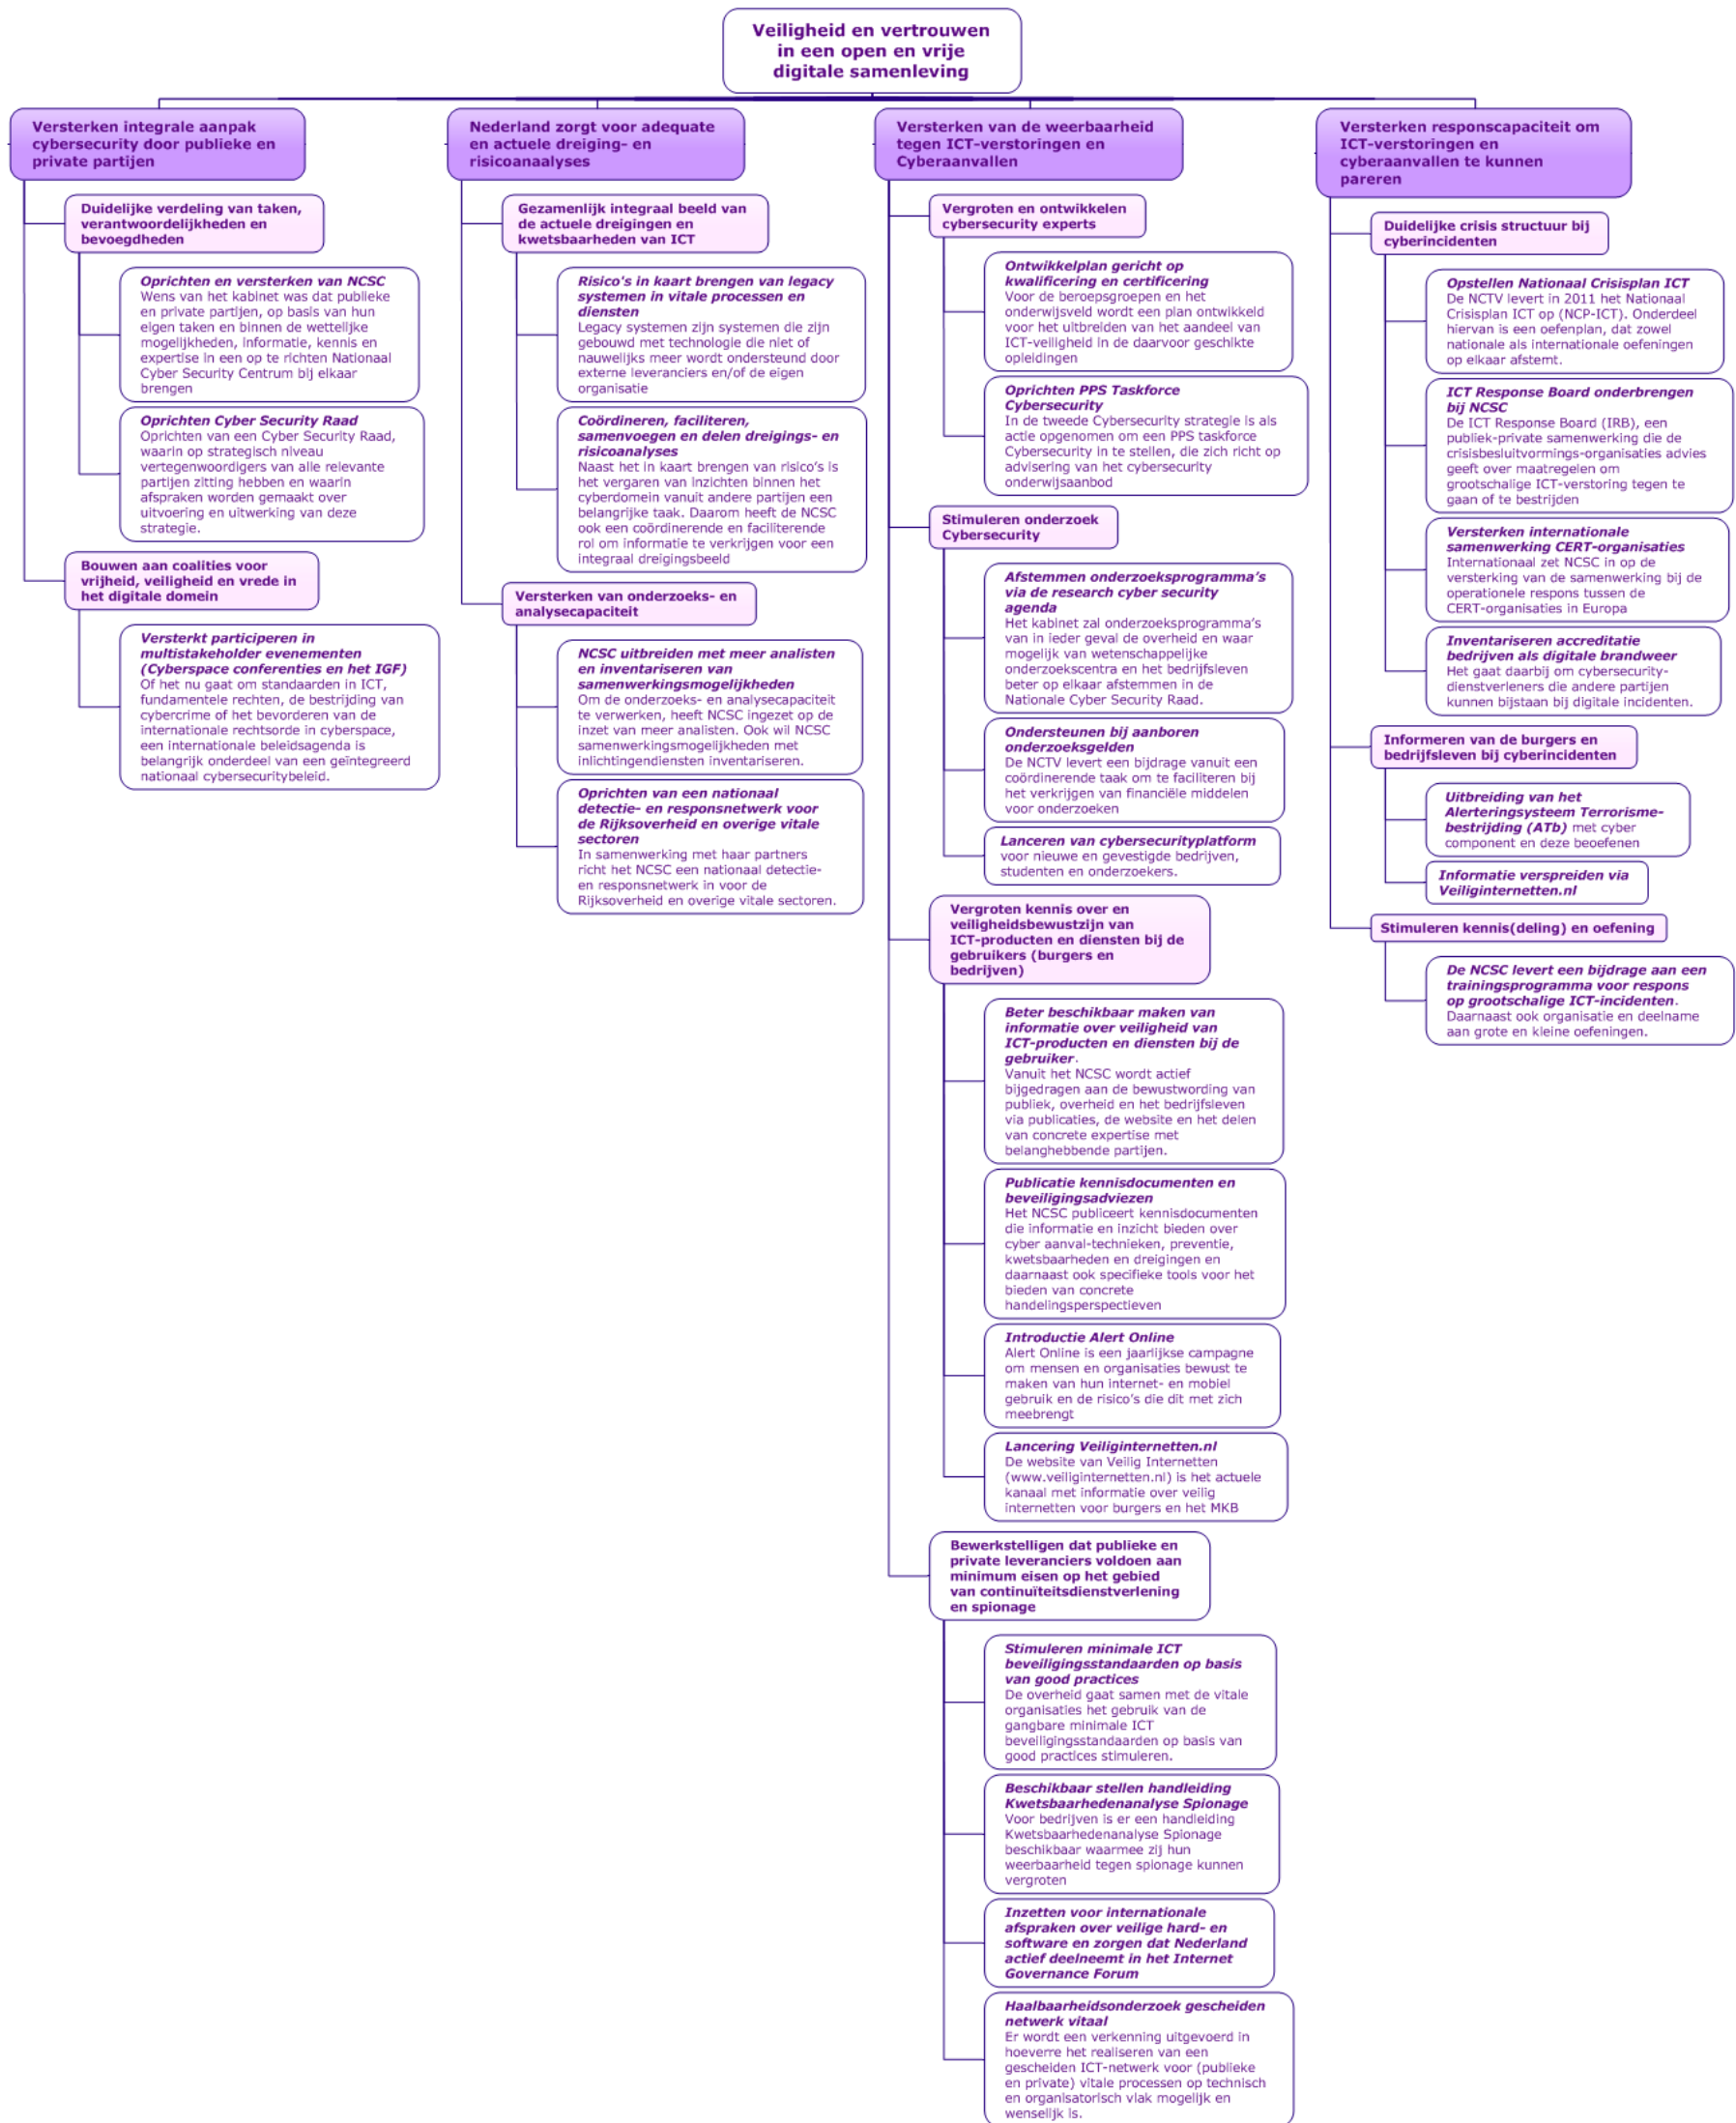 Veiligheid en vertrouwen
in een open en vrije
digitale samenleving
Versterken integrale aanpak
cybersecurity door publieke en
private partijen
Duidelijke verdeling van taken,
verantwoordelijkheden en
bevoegdheden
Oprichten en versterken van NCSC
Wens van het kabinet was dat publieke
en private partijen, op basis van hun
eigen taken en binnen de wettelijke
mogelijkheden, informatie, kennis en
expertise in een op te richten Nationaal
Cyber Security Centrum bij elkaar
brengen
Oprichten Cyber Security Raad
Oprichten van een Cyber Security Raad,
waarin op strategisch niveau
vertegenwoordigers van alle relevante
partijen zitting hebben en waarin
afspraken worden gemaakt over
uitvoering en uitwerking van deze
strategie.
Bouwen aan coalities voor
vrijheid, veiligheid en vrede in
het digitale domein
Versterkt participeren in
multistakeholder evenementen
(Cyberspace conferenties en het IGF)
Of het nu gaat om standaarden in ICT,
fundamentele rechten, de bestrijding van
cybercrime of het bevorderen van de
internationale rechtsorde in cyberspace,
een internationale beleidsagenda is
belangrijk onderdeel van een geïntegreerd
nationaal cybersecuritybeleid.
Nederland zorgt voor adequate
en actuele dreiging- en
risicoanaalyses
Gezamenlijk integraal beeld van
de actuele dreigingen en
kwetsbaarheden van ICT
Risico's in kaart brengen van legacy
systemen in vitale processen en
diensten
Legacy systemen zijn systemen die zijn
gebouwd met technologie die niet of
nauwelijks meer wordt ondersteund door
externe leveranciers en/of de eigen
organisatie
Coördineren, faciliteren,
samenvoegen en delen dreigings- en
risicoanalyses
Naast het in kaart brengen van risico's is
het vergaren van inzichten binnen het
cyberdomein vanuit andere partijen een
belangrijke taak. Daarom heeft de NCSC
ook een coördinerende en faciliterende
rol om informatie te verkrijgen voor een
integraal dreigingsbeeld
Versterken van onderzoeks- en
analysecapaciteit
NCSC uitbreiden met meer analisten
en inventariseren van
samenwerkingsmogelijkheden
Om de onderzoeks- en analysecapaciteit
te verwerken, heeft NCSC ingezet op de
inzet van meer analisten. Ook wil NCSC
samenwerkingsmogelijkheden met
inlichtingendiensten inventariseren.
Oprichten van een nationaal
detectie- en responsnetwerk voor
de Rijksoverheid en overige vitale
sectoren
In samenwerking met haar partners
richt het NCSC een nationaal detectie-
en responsnetwerk in voor de
Rijksoverheid en overige vitale sectoren.
Versterken van de weerbaarheid
tegen ICT-verstoringen en
Cyberaanvallen
Vergroten en ontwikkelen
cybersecurity experts
Ontwikkelplan gericht op
kwalificering en certificering
Voor de beroepsgroepen en het
onderwijsveld wordt een plan ontwikkeld
voor het uitbreiden van het aandeel van
ICT-veiligheid in de daarvoor geschikte
opleidingen
Oprichten PPS Taskforce
Cybersecurity
In de tweede Cybersecurity strategie is als
actie opgenomen om een PPS taskforce
Cybersecurity in te stellen, die zich richt op
advisering van het cybersecurity
onderwijsaanbod
Stimuleren onderzoek
Cybersecurity
Afstemmen onderzoeksprogramma's
via de research cyber security
agenda
Het kabinet zal onderzoeksprogramma's
van in ieder geval de overheid en waar
mogelijk van wetenschappelijke
onderzoekscentra en het bedrijfsleven
beter op elkaar afstemmen in de
Nationale Cyber Security Raad.
Ondersteunen bij aanboren
onderzoeksgelden
De NCTV levert een bijdrage vanuit een
coördinerende taak om te faciliteren bij
het verkrijgen van financiële middelen
voor onderzoeken
Lanceren van cybersecurityplatform
voor nieuwe en gevestigde bedrijven,
studenten en onderzoekers.
Vergroten kennis over en
veiligheidsbewustzijn van
ICT-producten en diensten bij de
gebruikers (burgers en
bedrijven)
Beter beschikbaar maken van
informatie over veiligheid van
ICT-producten en diensten bij de
gebruiker.
Vanuit het NCSC wordt actief
bijgedragen aan de bewustwording van
publiek, overheid en het bedrijfsleven
via publicaties, de website en het delen
van concrete expertise met
belanghebbende partijen.
Publicatie kennisdocumenten en
beveiligingsadviezen
Het NCSC publiceert kennisdocumenten
die informatie en inzicht bieden over
cyber aanval-technieken, preventie,
kwetsbaarheden en dreigingen en
daarnaast ook specifieke tools voor het
bieden van concrete
handelingsperspectieven
Introductie Alert Online
Alert Online is een jaarlijkse campagne
om mensen en organisaties bewust te
maken van hun internet- en mobiel
gebruik en de risico's die dit met zich
meebrengt
Lancering Veiliginternetten.nl
De website van Veilig Internetten
(www.veiliginternetten.nl) is het actuele
kanaal met informatie over veilig
internetten voor burgers en het MKB
Bewerkstelligen dat publieke en
private leveranciers voldoen aan
minimum eisen op het gebied
van continuïteitsdienstverlening
en spionage
Stimuleren minimale ICT
beveiligingsstandaarden op basis
van good practices
De overheid gaat samen met de vitale
organisaties het gebruik van de
gangbare minimale ICT
beveiligingsstandaarden op basis van
good practices stimuleren.
Beschikbaar stellen handleiding
Kwetsbaarhedenanalyse Spionage
Voor bedrijven is er een handleiding
Kwetsbaarhedenanalyse Spionage
beschikbaar waarmee zij hun
weerbaarheid tegen spionage kunnen
vergroten
Inzetten voor internationale
afspraken over veilige hard- en
software en zorgen dat Nederland
actief deelneemt in het Internet
Governance Forum
Haalbaarheidsonderzoek gescheiden
netwerk vitaal
Er wordt een verkenning uitgevoerd in
hoeverre het realiseren van een
gescheiden ICT-netwerk voor (publieke
en private) vitale processen op technisch
en organisatorisch vlak mogelijk en
wenselijk is.
Versterken responscapaciteit om
ICT-verstoringen en
cyberaanvallen te kunnen
pareren
Duidelijke crisis structuur bij
cyberincidenten
Opstellen Nationaal Crisisplan ICT
De NCTV levert in 2011 het Nationaal
Crisisplan ICT op (NCP-ICT). Onderdeel
hiervan is een oefenplan, dat zowel
nationale als internationale oefeningen
op elkaar afstemt.
ICT Response Board onderbrengen
bij NCSC
De ICT Response Board (IRB), een
publiek-private samenwerking die de
crisisbesluitvormings-organisaties advies
geeft over maatregelen om
grootschalige ICT-verstoring tegen te
gaan of te bestrijden
Versterken internationale
samenwerking CERT-organisaties
Internationaal zet NCSC in op de
versterking van de samenwerking bij de
operationele respons tussen de
CERT-organisaties in Europa
Inventariseren accreditatie
bedrijven als digitale brandweer
Het gaat daarbij om cybersecurity-
dienstverleners die andere partijen
kunnen bijstaan bij digitale incidenten.
Informeren van de burgers en
bedrijfsleven bij cyberincidenten
Uitbreiding van het
Alerteringsysteem Terrorisme-
bestrijding (ATb) met cyber
component en deze beoefenen
Informatie verspreiden via
Veiliginternetten.nl
Stimuleren kennis(deling) en oefening
De NCSC levert een bijdrage aan een
trainingsprogramma voor respons
op grootschalige ICT-incidenten.
Daarnaast ook organisatie en deelname
aan grote en kleine oefeningen.